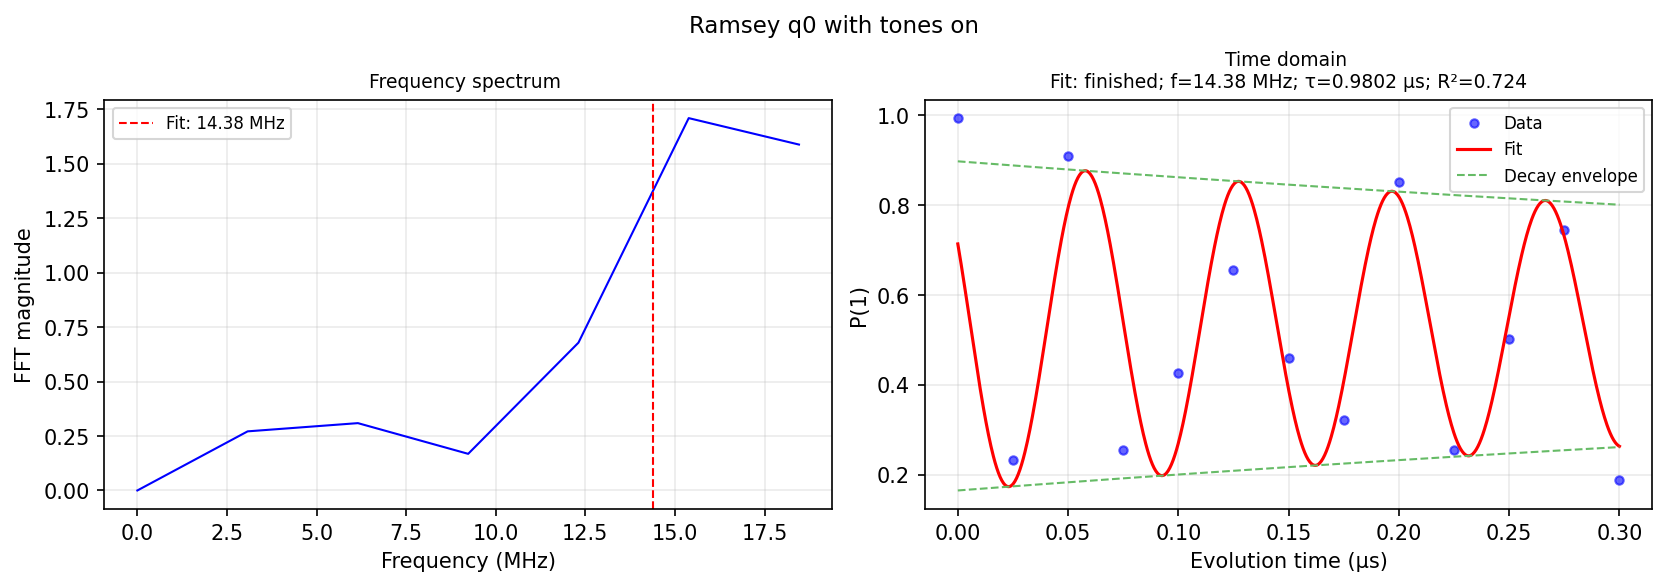 Ramsey q0 with tones on
Frequency spectrum
Fit: 14.38 MHz
1.75
1.50
1.25
1.00
0.75
0.50
0.25
0.00
FFT magnitude
0.0
2.5
5.0
7.5
10.0
12.5
15.0
17.5
Frequency (MHz)
Time domain
Fit: finished; f=14.38 MHz; τ=0.9802 µs; R²=0.724
Data
Fit
Decay envelope
1.0
0.8
0.6
0.4
0.2
P(1)
0.00
0.05
0.10
0.15
0.20
0.25
0.30
Evolution time (µs)